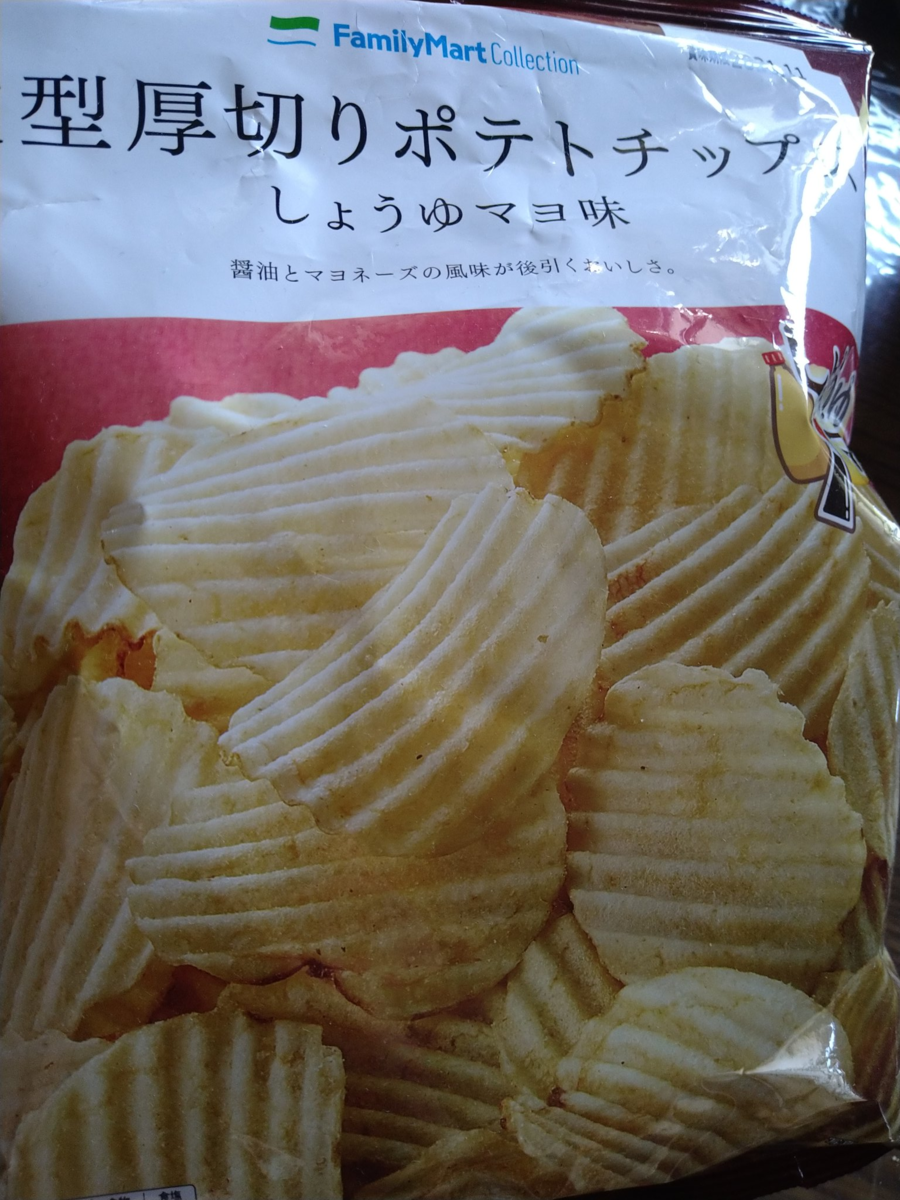 FamilyMart Collection
型厚切りポテトチップス
しょうゆマヨ味
醤油とマヨネーズの風味が後引くおいしさ。
食塩